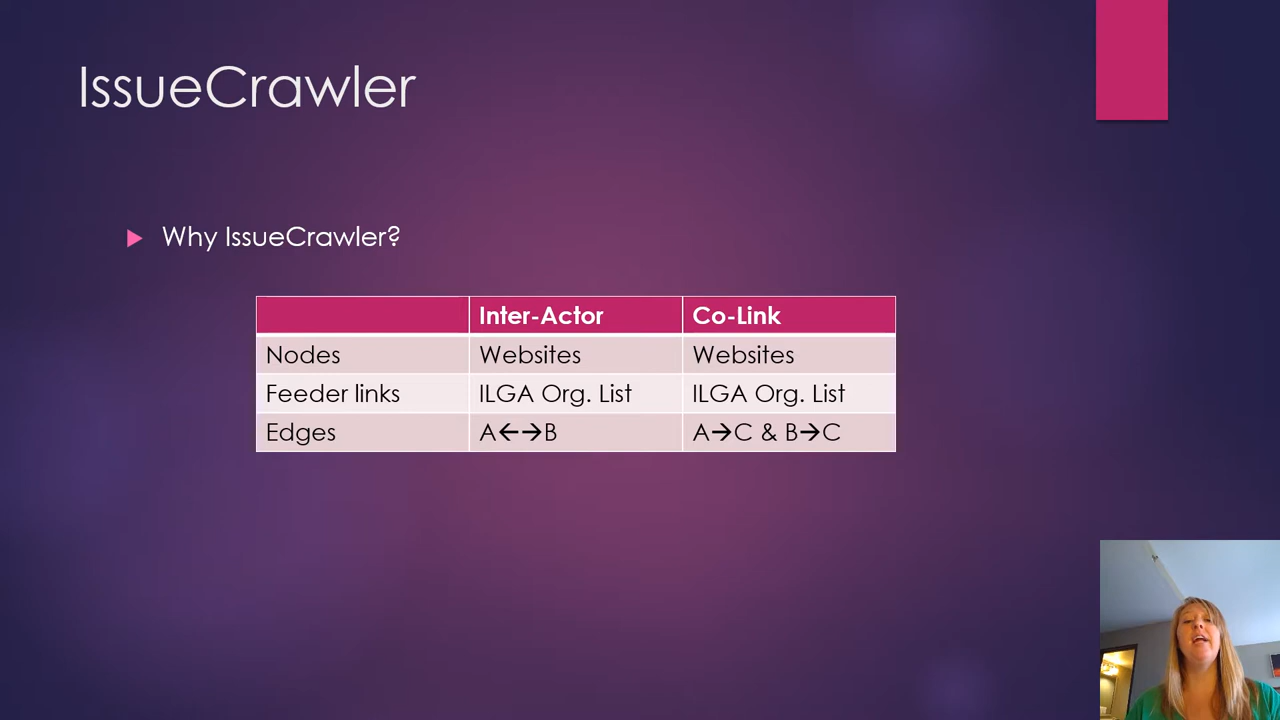 IssueCrawler
Why IssueCrawler?
Inter-Actor Co-Link
Nodes Websites Websites
Feeder links ILGA Org. List ILGA Org. List
Edges A←→B A→C & B→C